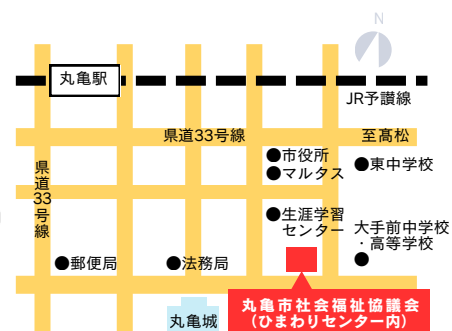 N
丸亀駅
JR予讃線
県道33号線
至髙松
●市役所
●マルタス
●東中学校
県道33号線
●生涯学習
センター
大手前中学校
・高等学校
●
●郵便局
●法務局
丸亀城
丸亀市社会福祉協議会
(ひまわりセンター内)